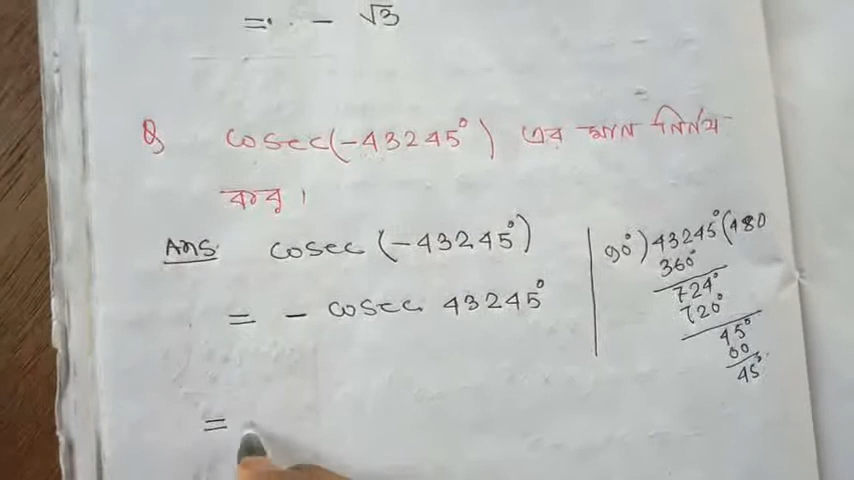 = - √3
Q cosec(-43245°) এর মান নির্ণয়
কর।
Ans cosec (-43245°)
= - cosec 43245°
=
90°) 43245° (480
360°
724°
720°
45°
00
45°